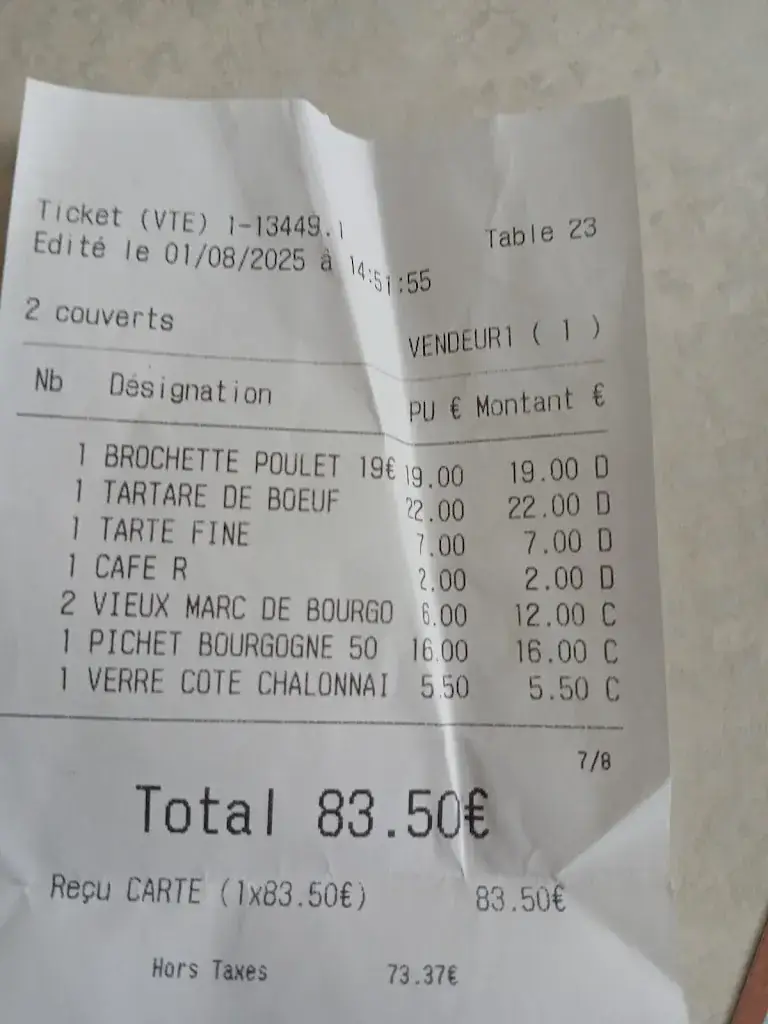 Ticket (VTE) 1-13449.1 Table 23
Edité le 01/08/2025 à 14:51:55
2 couverts VENDEUR1 ( 1 )
Nb Désignation PU € Montant €
1 BROCHETTE POULET 19€ 19.00 19.00 D
1 TARTARE DE BOEUF 22.00 22.00 D
1 TARTE FINE 7.00 7.00 D
1 CAFE R 2.00 2.00 D
2 VIEUX MARC DE BOURGO 6.00 12.00 C
1 PICHET BOURGOGNE 50 16.00 16.00 C
1 VERRE COTE CHALONNAI 5.50 5.50 C
7/8
Total 83.50€
Reçu CARTE (1x83.50€) 83.50€
Hors Taxes 73.37€